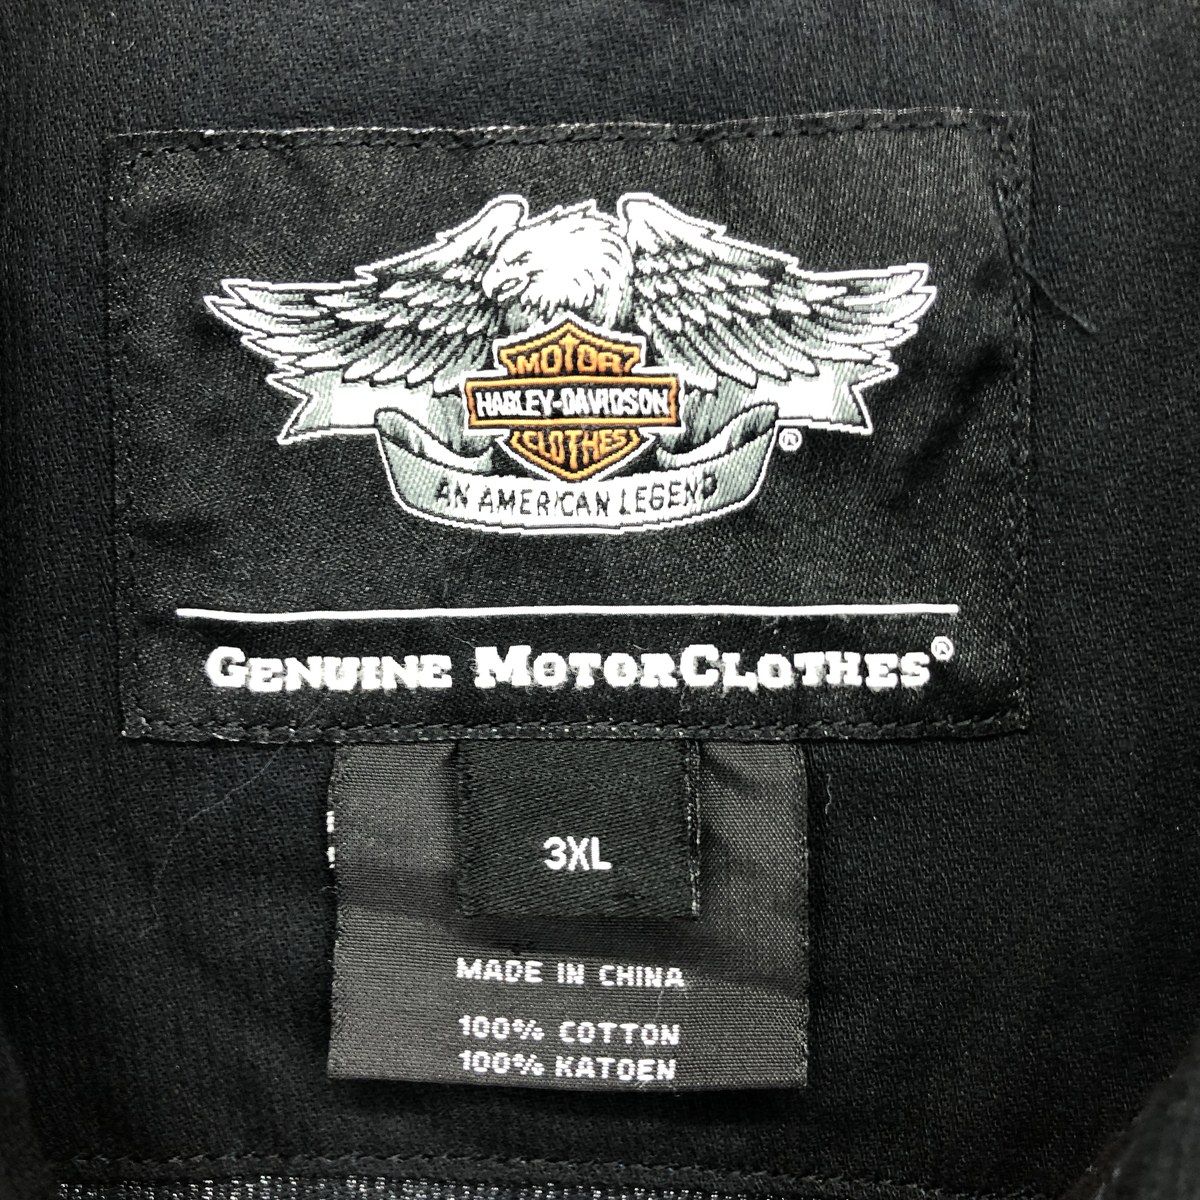 MOTOR
HARLEY-DAVIDSON
CLOTHES
®
AN AMERICAN LEGEND
GENUINE MOTORCLOTHES®
3XL
MADE IN CHINA
100% COTTON
100% KATOEN